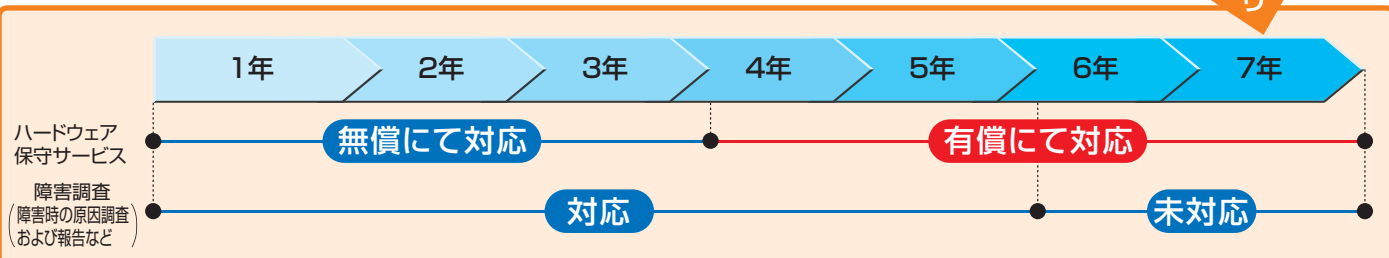 り
1年 2年 3年 4年 5年 6年 7年
ハードウェア
保守サービス
無償にて対応 有償にて対応
障害調査
(障害時の原因調査
および報告など)
対応 未対応